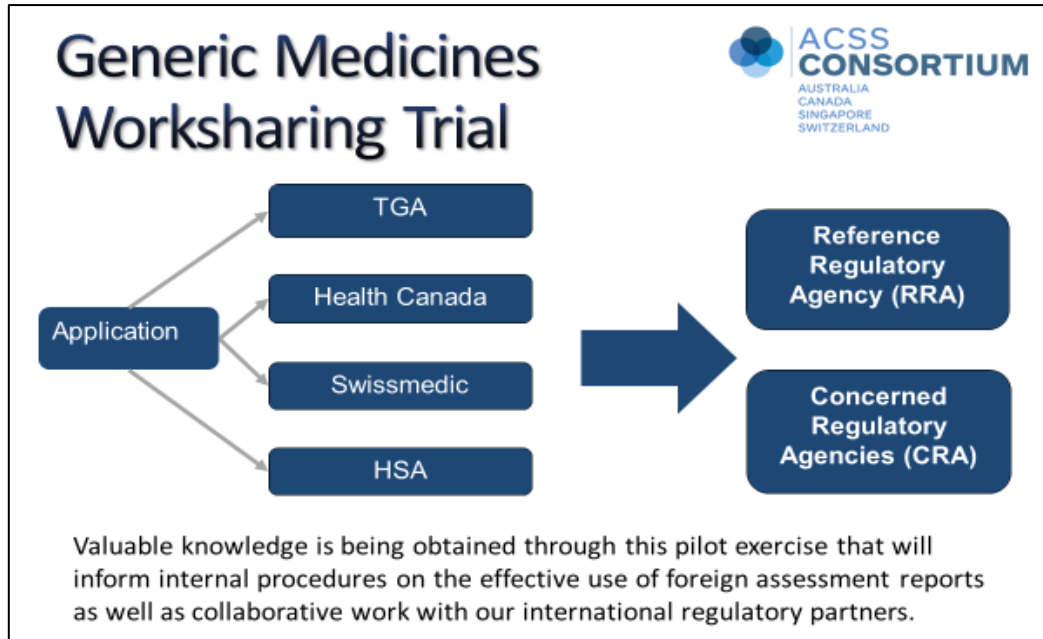 Generic Medicines
Worksharing Trial
ACSS
CONSORTIUM
AUSTRALIA
CANADA
SINGAPORE
SWITZERLAND
Application
TGA
Health Canada
Swissmedic
HSA
Reference
Regulatory
Agency (RRA)
Concerned
Regulatory
Agencies (CRA)
Valuable knowledge is being obtained through this pilot exercise that will
inform internal procedures on the effective use of foreign assessment reports
as well as collaborative work with our international regulatory partners.